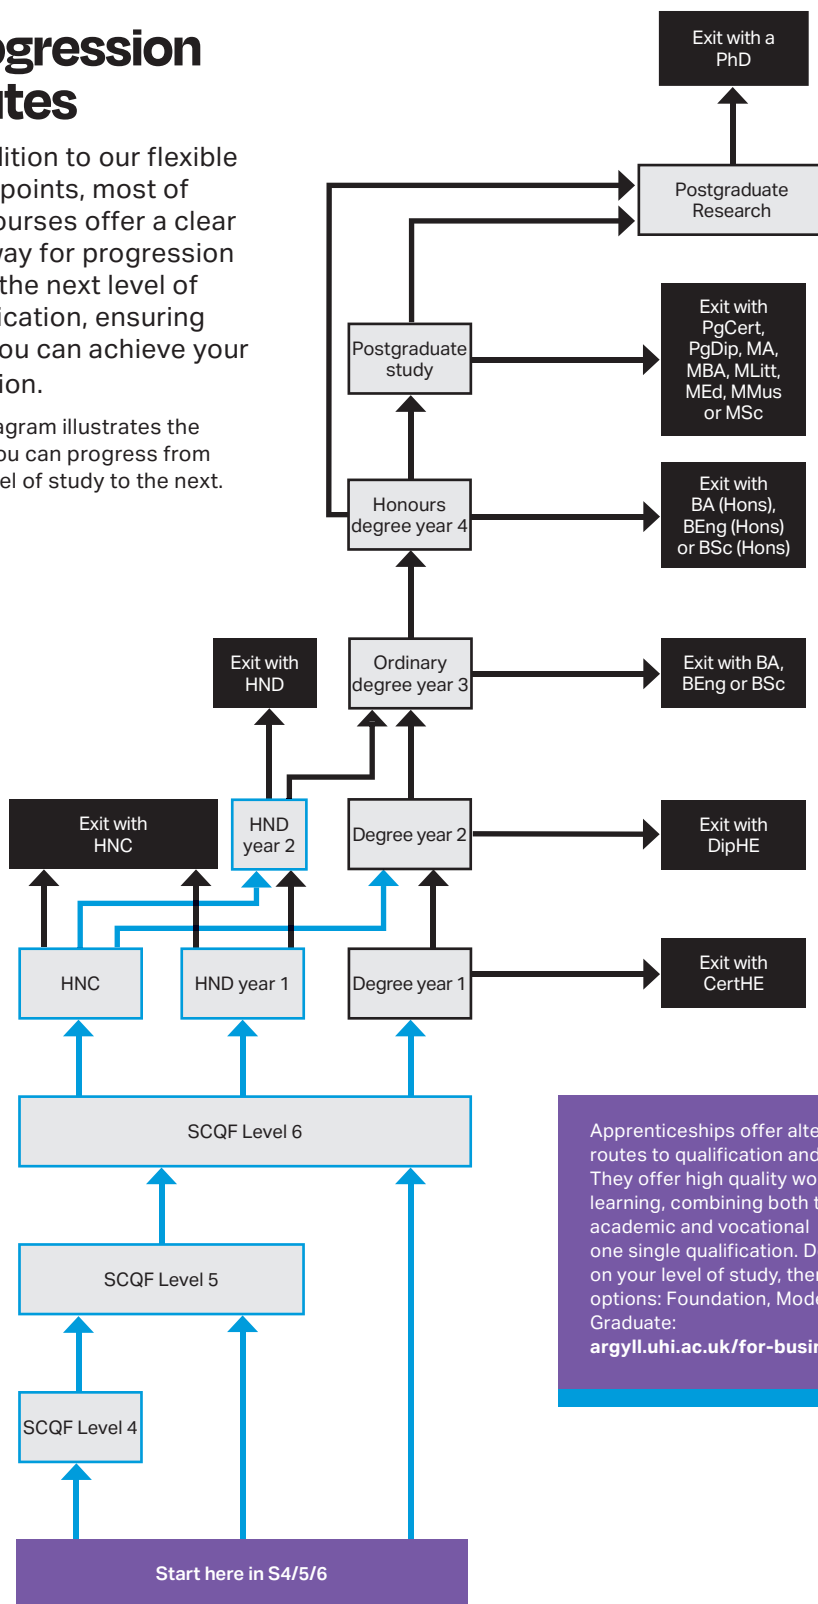 ogression
utes
dition to our flexible
points, most of
ourses offer a clear
vay for progression
the next level of
ication, ensuring
ou can achieve your
ion.
agram illustrates the
ou can progress from
vel of study to the next.
Exit with a
PhD
Postgraduate
Research
Postgraduate
study
Exit with
PgCert,
PgDip, MA,
MBA, MLitt,
MEd, MMus
or MSc
Honours
degree year 4
Exit with
BA (Hons),
BEng (Hons)
or BSc (Hons)
Exit with
HND
Ordinary
degree year 3
Exit with BA,
BEng or BSc
Exit with
HNC
HND
year 2
Degree year 2
Exit with
DipHE
HNC
HND year 1
Degree year 1
Exit with
CertHE
SCQF Level 6
SCQF Level 5
SCQF Level 4
Start here in S4/5/6
Apprenticeships offer alte
routes to qualification and
They offer high quality wo
learning, combining both t
academic and vocational
one single qualification. D
on your level of study, ther
options: Foundation, Mode
Graduate:
argyll.uhi.ac.uk/for-busin